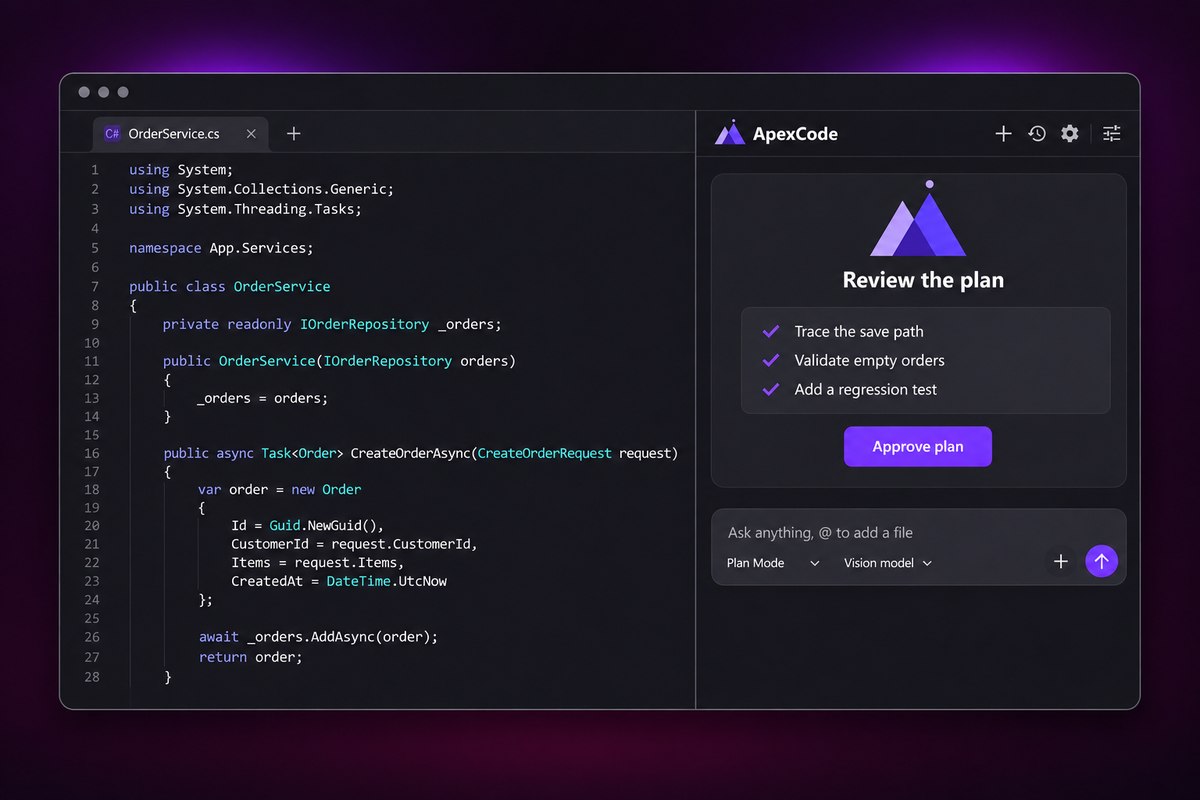 C# OrderService.cs
1 using System;
2 using System.Collections.Generic;
3 using System.Threading.Tasks;
4
5 namespace App.Services;
6
7 public class OrderService
8 {
9 private readonly IOrderRepository _orders;
10
11 public OrderService(IOrderRepository orders)
12 {
13 _orders = orders;
14 }
15
16 public async Task<Order> CreateOrderAsync(CreateOrderRequest request)
17 {
18 var order = new Order
19 {
20 Id = Guid.NewGuid(),
21 CustomerId = request.CustomerId,
22 Items = request.Items,
23 CreatedAt = DateTime.UtcNow
24 };
25
26 await _orders.AddAsync(order);
27 return order;
28 }
ApexCode
Review the plan
Trace the save path
Validate empty orders
Add a regression test
Approve plan
Ask anything, @ to add a file
Plan Mode Vision model